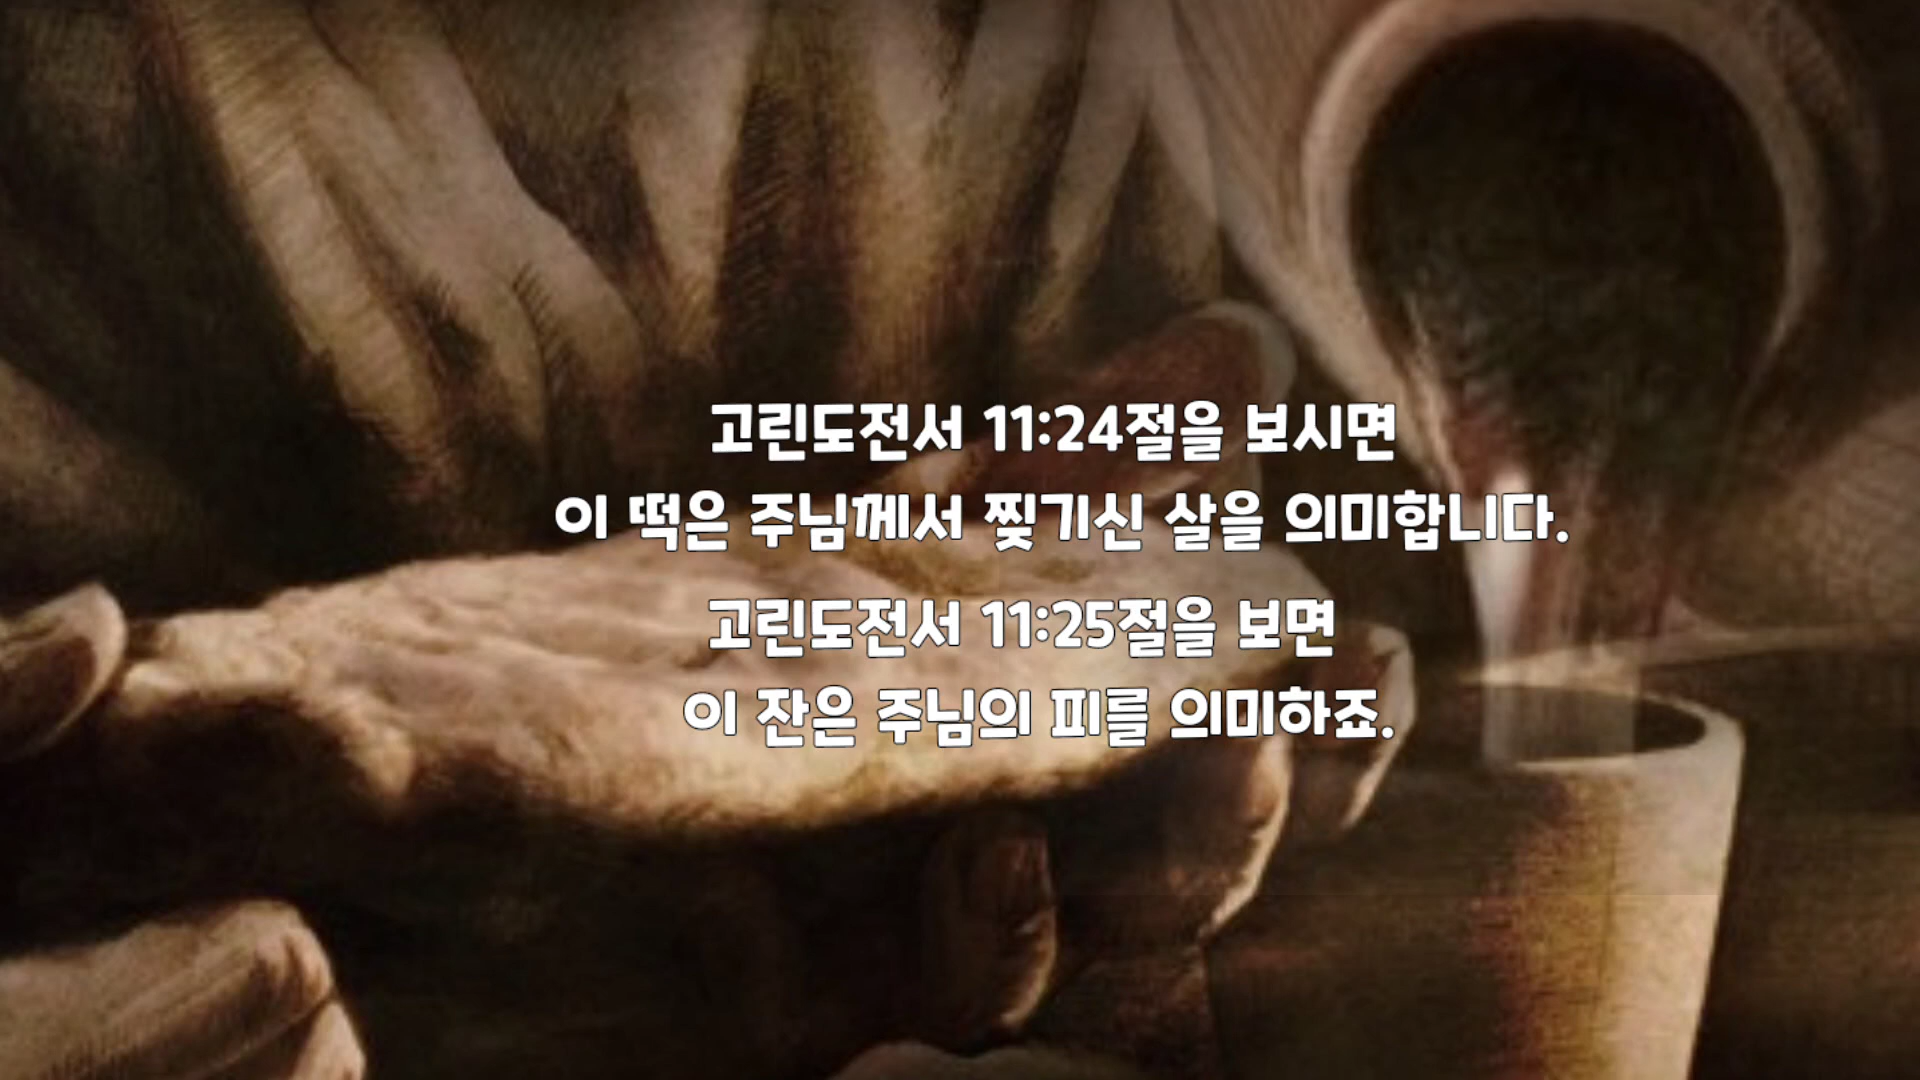 고린도전서 11:24절을 보시면
이 떡은 주님께서 찢기신 살을 의미합니다.
고린도전서 11:25절을 보면
이 잔은 주님의 피를 의미하죠.